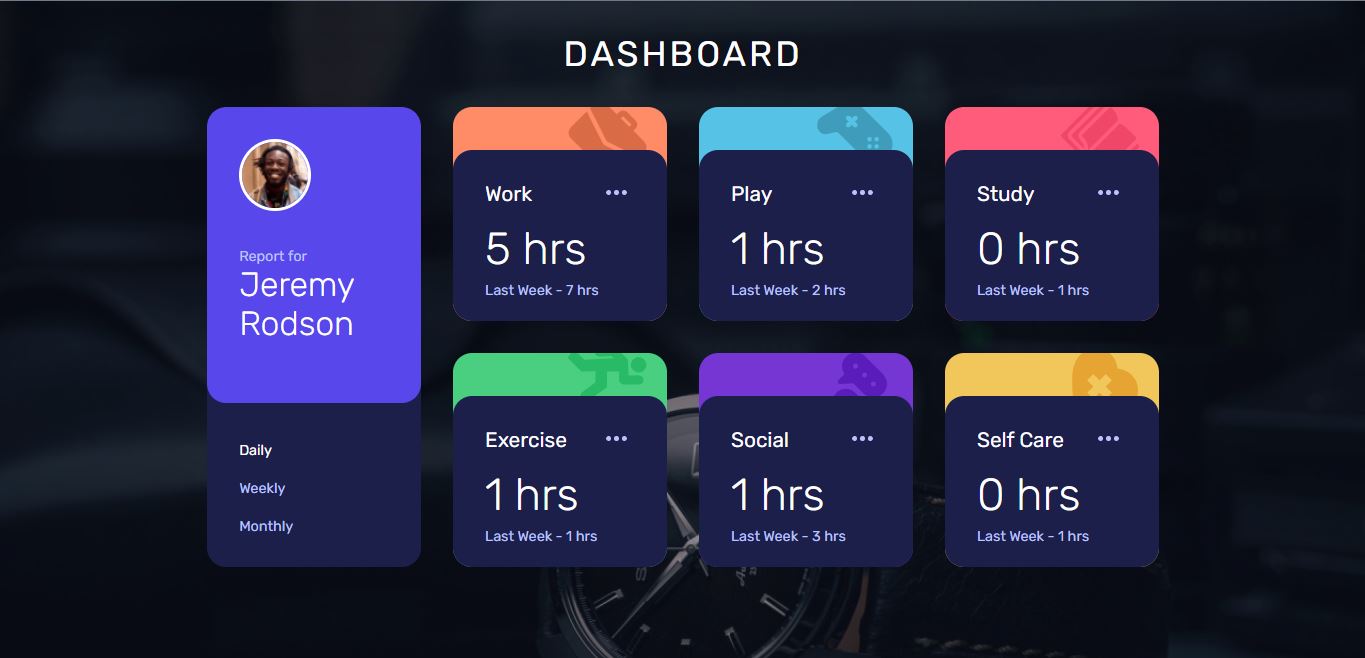 DASHBOARD
Report for
Jeremy
Rodson
Daily
Weekly
Monthly
Work
5 hrs
Last Week - 7 hrs
Play
1 hrs
Last Week - 2 hrs
Study
0 hrs
Last Week - 1 hrs
Exercise
1 hrs
Last Week - 1 hrs
Social
1 hrs
Last Week - 3 hrs
Self Care
0 hrs
Last Week - 1 hrs